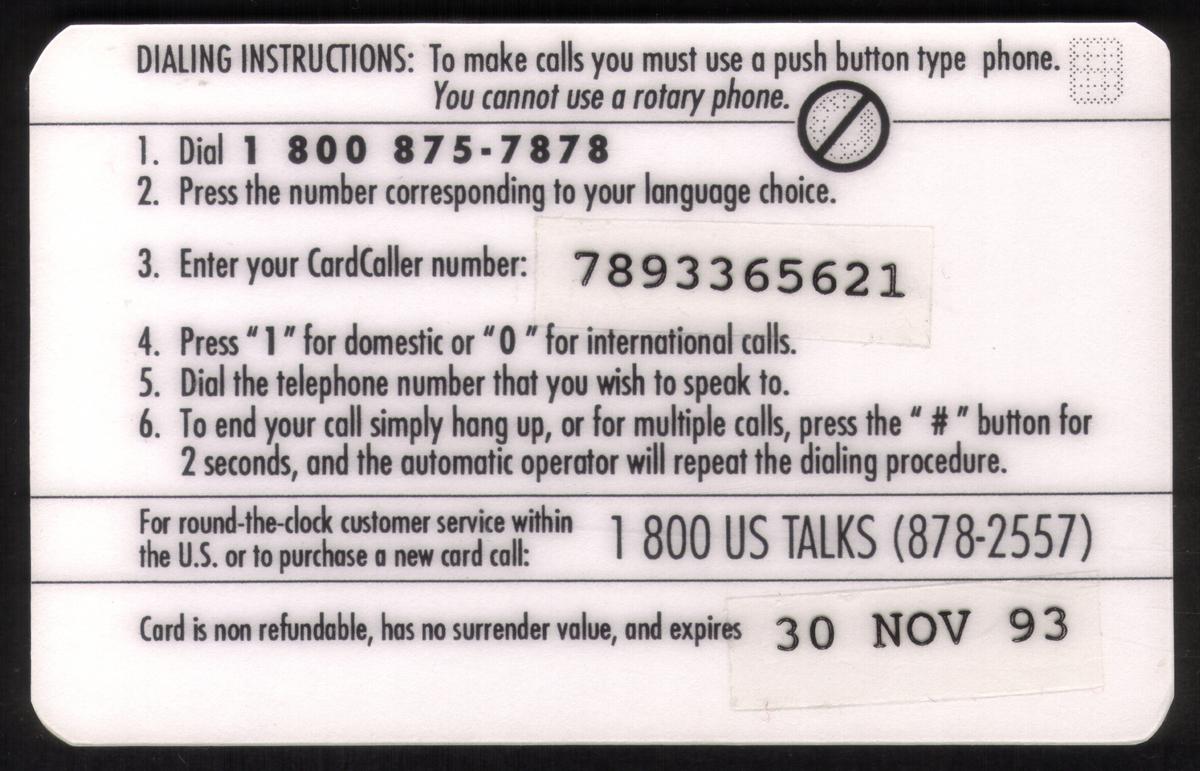 DIALING INSTRUCTIONS: To make calls you must use a push button type phone.
You cannot use a rotary phone.
1. Dial 1 800 875-7878
2. Press the number corresponding to your language choice.
3. Enter your CardCaller number: 7893365621
4. Press "1" for domestic or "0" for international calls.
5. Dial the telephone number that you wish to speak to.
6. To end your call simply hang up, or for multiple calls, press the "#" button for
2 seconds, and the automatic operator will repeat the dialing procedure.
For round-the-clock customer service within
the U.S. or to purchase a new card call: 1 800 US TALKS (878-2557)
Card is non refundable, has no surrender value, and expires 30 NOV 93